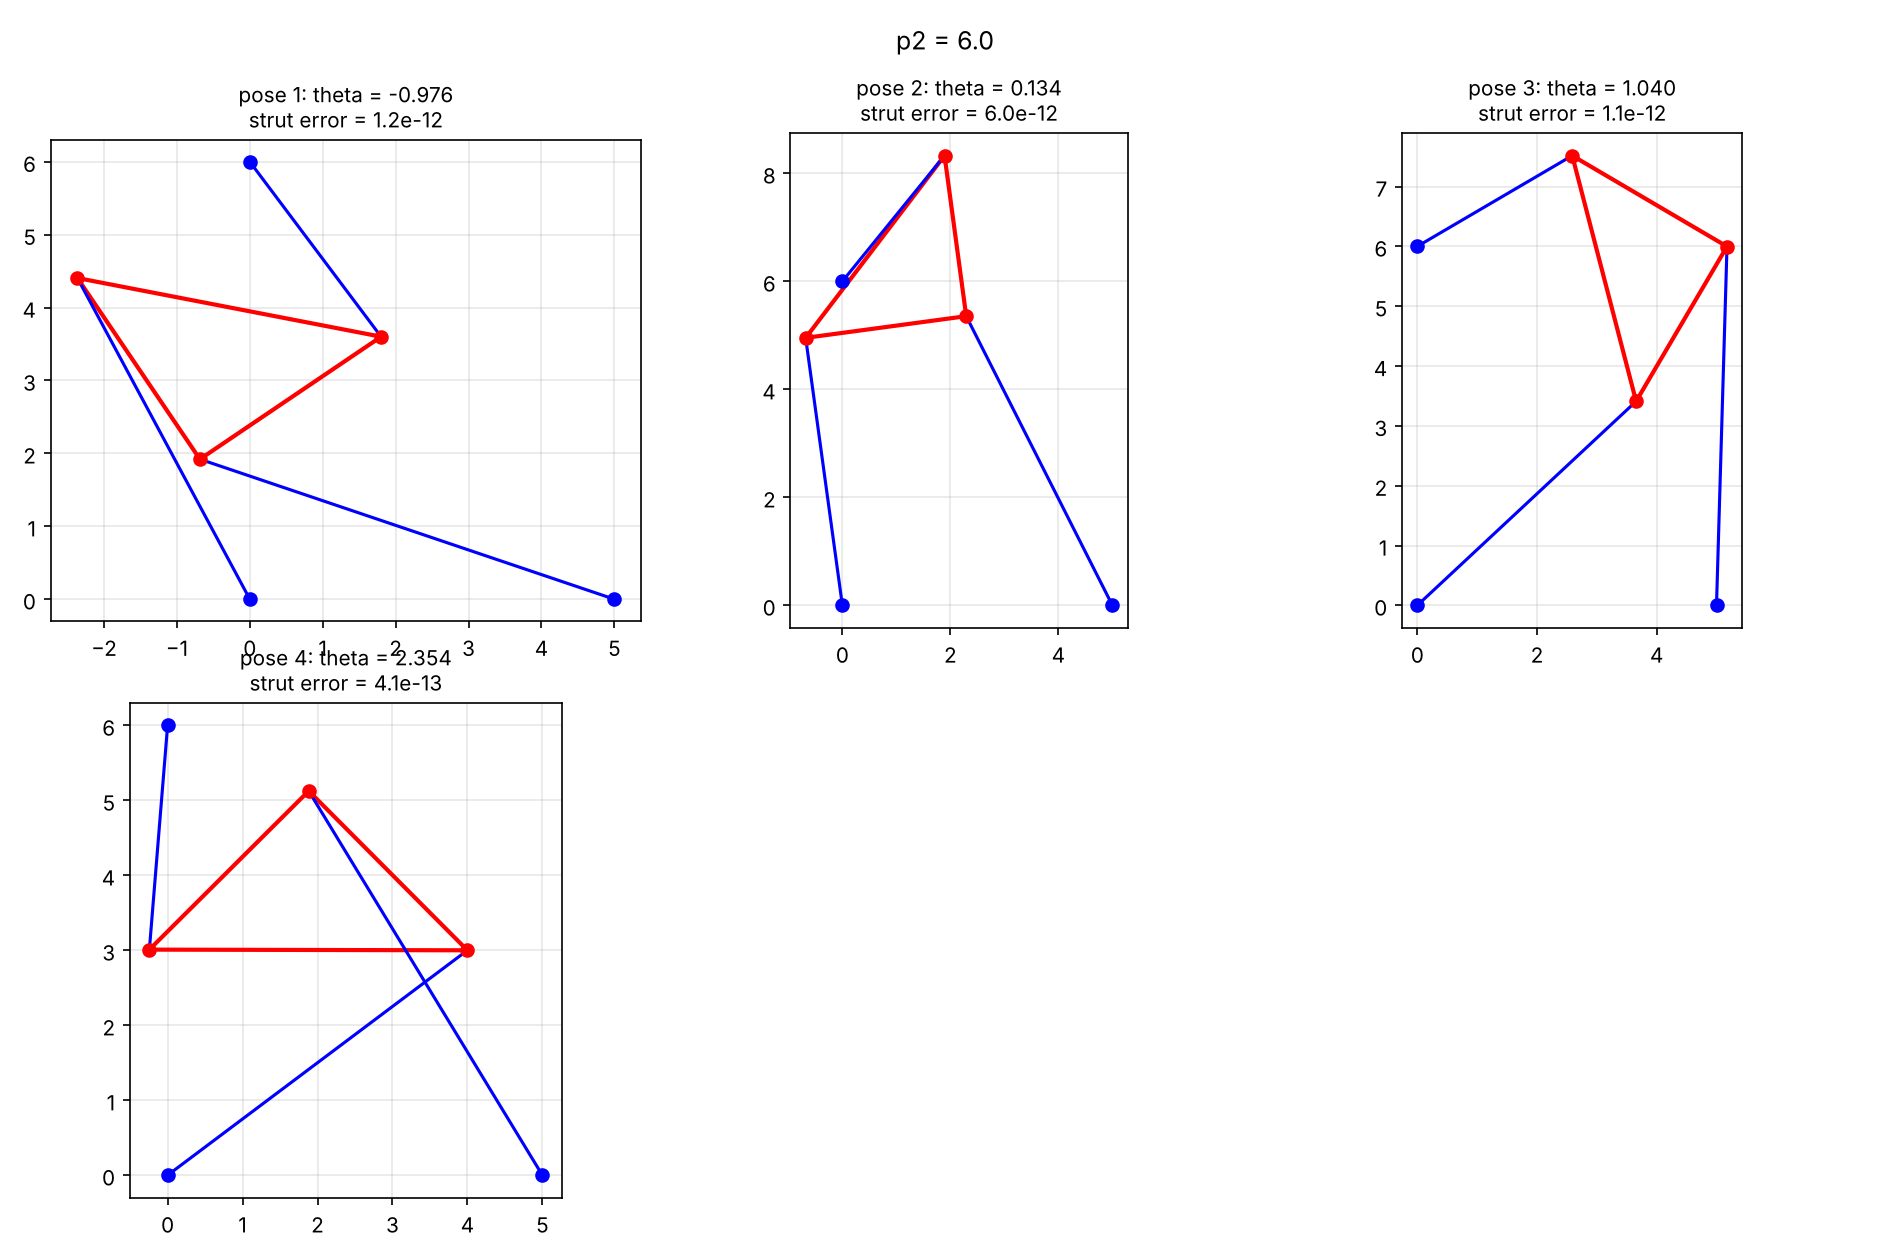 p2 = 6.0
pose 1: theta = -0.976
strut error = 1.2e-12
6
5
4
3
2
1
0
−2 −1 0 1 2 3 4 5
pose 2: theta = 0.134
strut error = 6.0e-12
8
6
4
2
0
0 2 4
pose 3: theta = 1.040
strut error = 1.1e-12
7
6
5
4
3
2
1
0
0 2 4
pose 4: theta = 2.354
strut error = 4.1e-13
6
5
4
3
2
1
0
0 1 2 3 4 5